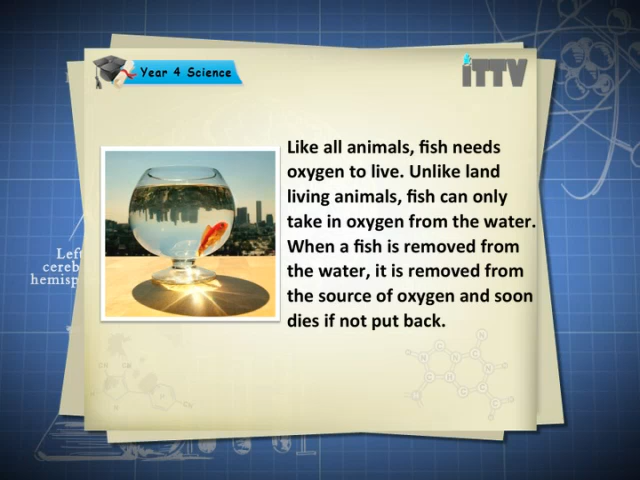 Year 4 Science
iTTV
Like all animals, fish needs
oxygen to live. Unlike land
living animals, fish can only
take in oxygen from the water.
When a fish is removed from
the water, it is removed from
the source of oxygen and soon
dies if not put back.